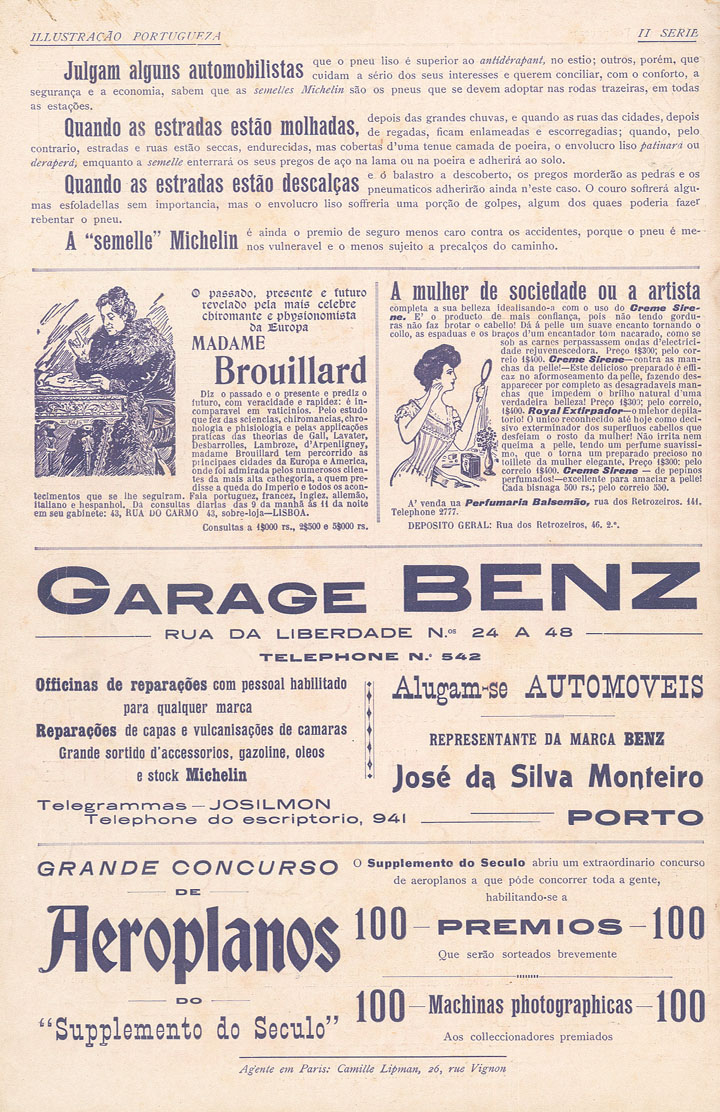 ILLUSTRAÇÃO PORTUGUEZA
II SERIE
Julgam alguns automobilistas que o pneu liso é superior ao antidérapant, no estio; outros, porém, que
cuidam a sério dos seus interesses e querem conciliar, com o conforto, a
segurança e a economia, sabem que as semelles Michelin são os pneus que se devem adoptar nas rodas trazeiras, em todas
as estações.
Quando as estradas estão molhadas, depois das grandes chuvas, e quando as ruas das cidades, depois
de regadas, ficam enlameadas e escorregadias; quando, pelo
contrario, estradas e ruas estão seccas, endurecidas, mas cobertas d'uma tenue camada de poeira, o envolucro liso patinará ou
deraperá, emquanto a semelle enterrará os seus pregos de aço na lama ou na poeira e adherirá ao solo.
Quando as estradas estão descalças e ó balastro a descoberto, os pregos morderão as pedras e os
pneumaticos adherirão ainda n'este caso. O couro soffrerá algu-
mas esfoladellas sem importancia, mas o envolucro liso soffreria uma porção de golpes, algum dos quaes poderia fazer
rebentar o pneu.
A "semelle" Michelin é ainda o premio de seguro menos caro contra os accidentes, porque o pneu é me-
nos vulneravel e o menos sujeito a precalços do caminho.
O passado, presente e futuro
revelado pela mais celebre
chiromante e physionomista
da Europa
MADAME
Brouillard
Diz o passado e o presente e prediz o
futuro, com veracidade e rapidez: é in-
comparavel em vaticinios. Pelo estudo
que fez das sciencias, chiromancias, chro-
nologia e phisiologia e pelas applicações
praticas das theorias de Gall, Lavater,
Desbarrolles, Lambroze, d'Arpenligney,
madame Brouillard tem percorrido as
principaes cidades da Europa e America,
onde foi admirada pelos numerosos clien-
tes da mais alta cathegoria, a quem predis-
se a queda do Imperio e todos os acon-
tecimentos que se lhe seguiram. Fala portuguez, francez, inglez, allemão,
italiano e hespanhol. Dá consultas diarias das 9 da manhã ás 11 da noite
em seu gabinete: 43, RUA DO CARMO 43, sobre-loja—LISBOA.
Consultas a 1$000 rs., 2$500 e 5$000 rs.
A mulher de sociedade ou a artista
completa a sua belleza idealisando-a com o uso do Creme Sire-
ne. E' o producto de mais confiança, pois não tendo gordu-
ras não faz brotar o cabello! Dá á pelle um suave encanto tornando o
collo, as espaduas e os braços d'um encantador tom nacarado, como se
sob as carnes perpassassem ondas d'electrici-
dade rejuvenescedora. Preço 1$300; pelo cor-
reio 1$400. Creme Sirene—contra as man-
chas da pelle!—Este delicioso preparado é effi-
caz no aformoseamento da pelle, fazendo des-
apparecer por completo as desagradaveis man-
chas que impedem o brilho natural d'uma
verdadeira belleza! Preço 1$300; pelo correio,
1$400. Royal Extirpador—o melhor depila-
torio! O unico reconhecido até hoje como deci-
sivo exterminador dos superfluos cabellos que
desfeiam o rosto da mulher! Não irrita nem
queima a pelle, tendo um perfume suavissi-
mo, que o torna um preparado precioso no
toillete da mulher elegante, Preço 1$300; pelo
correio 1$400. Creme Sirene — de pepinos
perfumados!—excellente para amaciar a pelle!
Cada bisnaga 500 rs.; pelo correio 550.
A' venda na Perfumaria Balsemão, rua dos Retrozeiros. 141.
Telephone 2777.
DEPOSITO GERAL: Rua dos Retrozeiros, 46, 2.º.
GARAGE BENZ
RUA DA LIBERDADE N.os 24 A 48
TELEPHONE N.º 542
Officinas de reparações com pessoal habilitado
para qualquer marca
Reparações de capas e vulcanisações de camaras
Grande sortido d'accessorios, gazoline, oleos
e stock Michelin
Telegrammas — JOSILMON
Telephone do escriptorio, 941
Alugam-se AUTOMOVEIS
REPRESENTANTE DA MARCA BENZ
José da Silva Monteiro
PORTO
GRANDE CONCURSO
DE
Aeroplanos
DO
"Supplemento do Seculo"
O Supplemento do Seculo abriu um extraordinario concurso
de aeroplanos a que póde concorrer toda a gente,
habilitando-se a
100 — PREMIOS — 100
Que serão sorteados brevemente
100 — Machinas photographicas — 100
Aos colleccionadores premiados
Agente em Paris: Camille Lipman, 26, rue Vignon